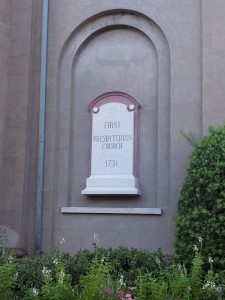 FIRST
PRESBYTERIAN
CHURCH
1731